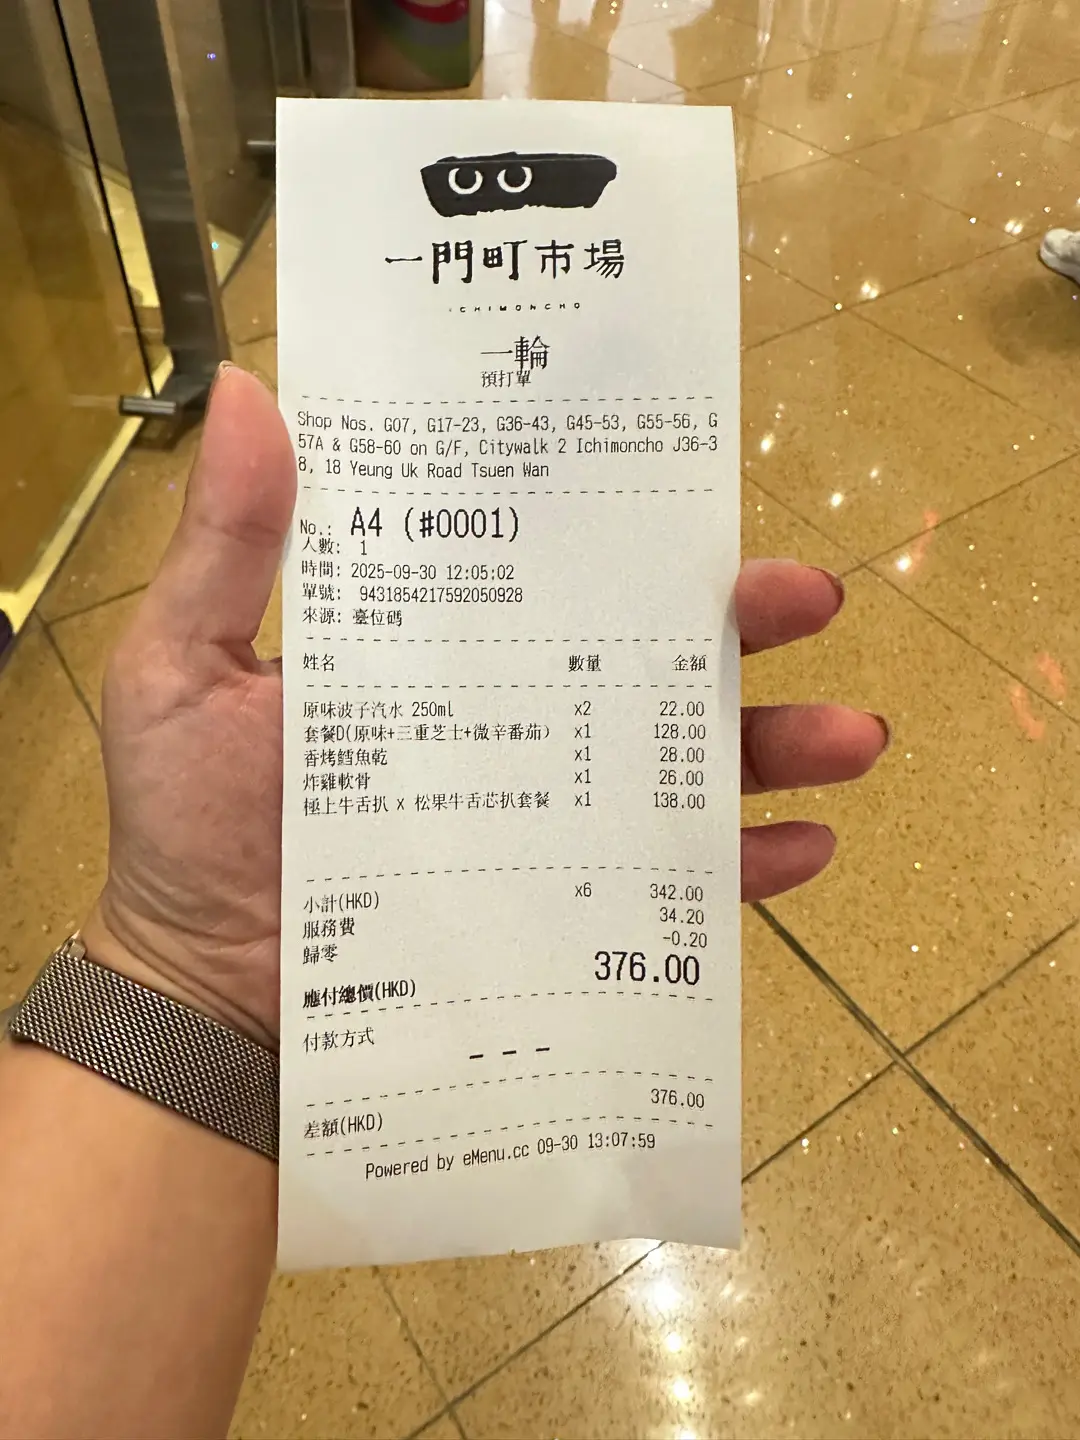 一門町市場
ICHIMONCHO
一輪
預打單
Shop Nos. G07, G17-23, G36-43, G45-53, G55-56, G
57A & G58-60 on G/F, Citywalk 2 Ichimoncho J36-3
8, 18 Yeung Uk Road Tsuen Wan
No.: A4 (#0001)
人數: 1
時間: 2025-09-30 12:05:02
單號: 9431854217592050928
來源: 臺位碼
姓名 數量 金額
原味波子汽水 250ml x2 22.00
套餐D(原味+三重芝士+微辛番茄) x1 128.00
香烤鱈魚乾 x1 28.00
炸雞軟骨 x1 26.00
極上牛舌扒 x 松果牛舌芯扒套餐 x1 138.00
小計(HKD) x6 342.00
服務費 34.20
歸零 -0.20
應付總價(HKD) 376.00
付款方式
---
差額(HKD) 376.00
Powered by eMenu.cc 09-30 13:07:59